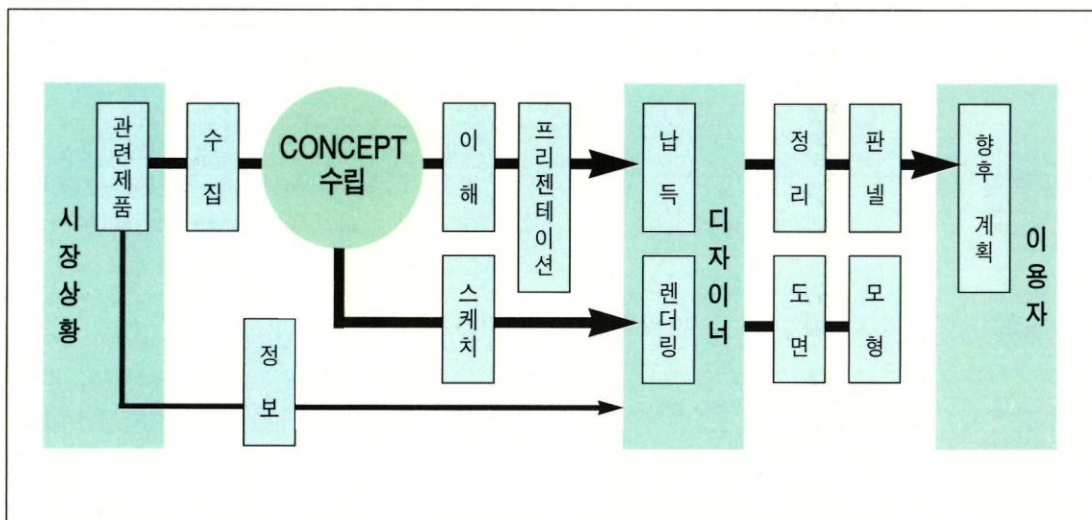 시장상황
관련제품
수집
CONCEPT
수립
이해
프리젠테이션
스케치
정보
납득
렌더링
디자이너
정리
판넬
도면
모형
향후 계획
이용자